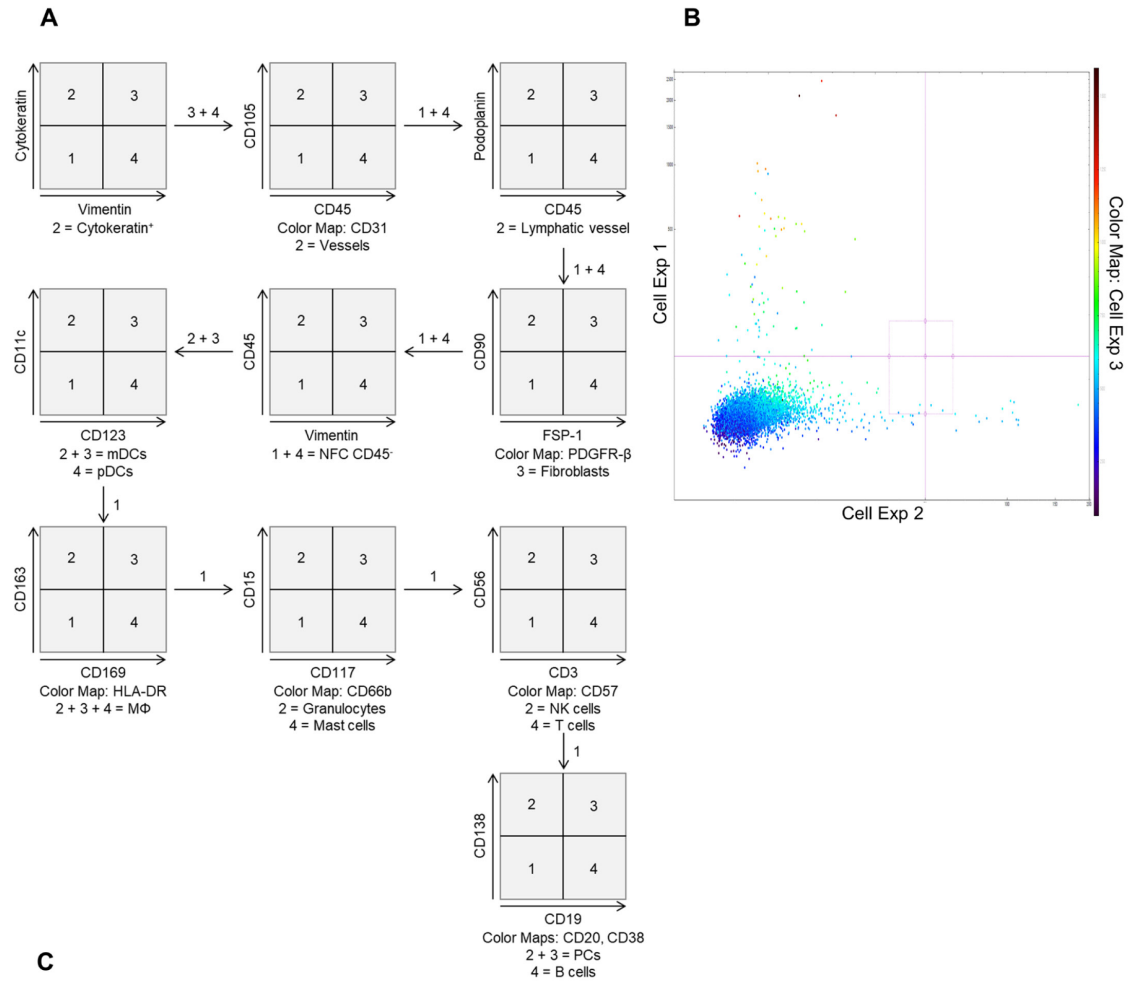 A
B
Cytokeratin
2
3
1
4
Vimentin
2 = Cytokeratin⁺
3 + 4
CD105
2
3
1
4
CD45
Color Map: CD31
2 = Vessels
1 + 4
Podoplanin
2
3
1
4
CD45
2 = Lymphatic vessel
1 + 4
CD11c
2
3
1
4
CD123
2 + 3 = mDCs
4 = pDCs
2 + 3
CD45
2
3
1
4
Vimentin
1 + 4 = NFC CD45⁻
1 + 4
CD90
2
3
1
4
FSP-1
Color Map: PDGFR-β
3 = Fibroblasts
1
CD163
2
3
1
4
CD169
Color Map: HLA-DR
2 + 3 + 4 = MΦ
1
CD15
2
3
1
4
CD117
Color Map: CD66b
2 = Granulocytes
4 = Mast cells
1
CD56
2
3
1
4
CD3
Color Map: CD57
2 = NK cells
4 = T cells
1
CD138
2
3
1
4
CD19
Color Maps: CD20, CD38
2 + 3 = PCs
4 = B cells
Cell Exp 1
Cell Exp 2
Color Map: Cell Exp 3
C